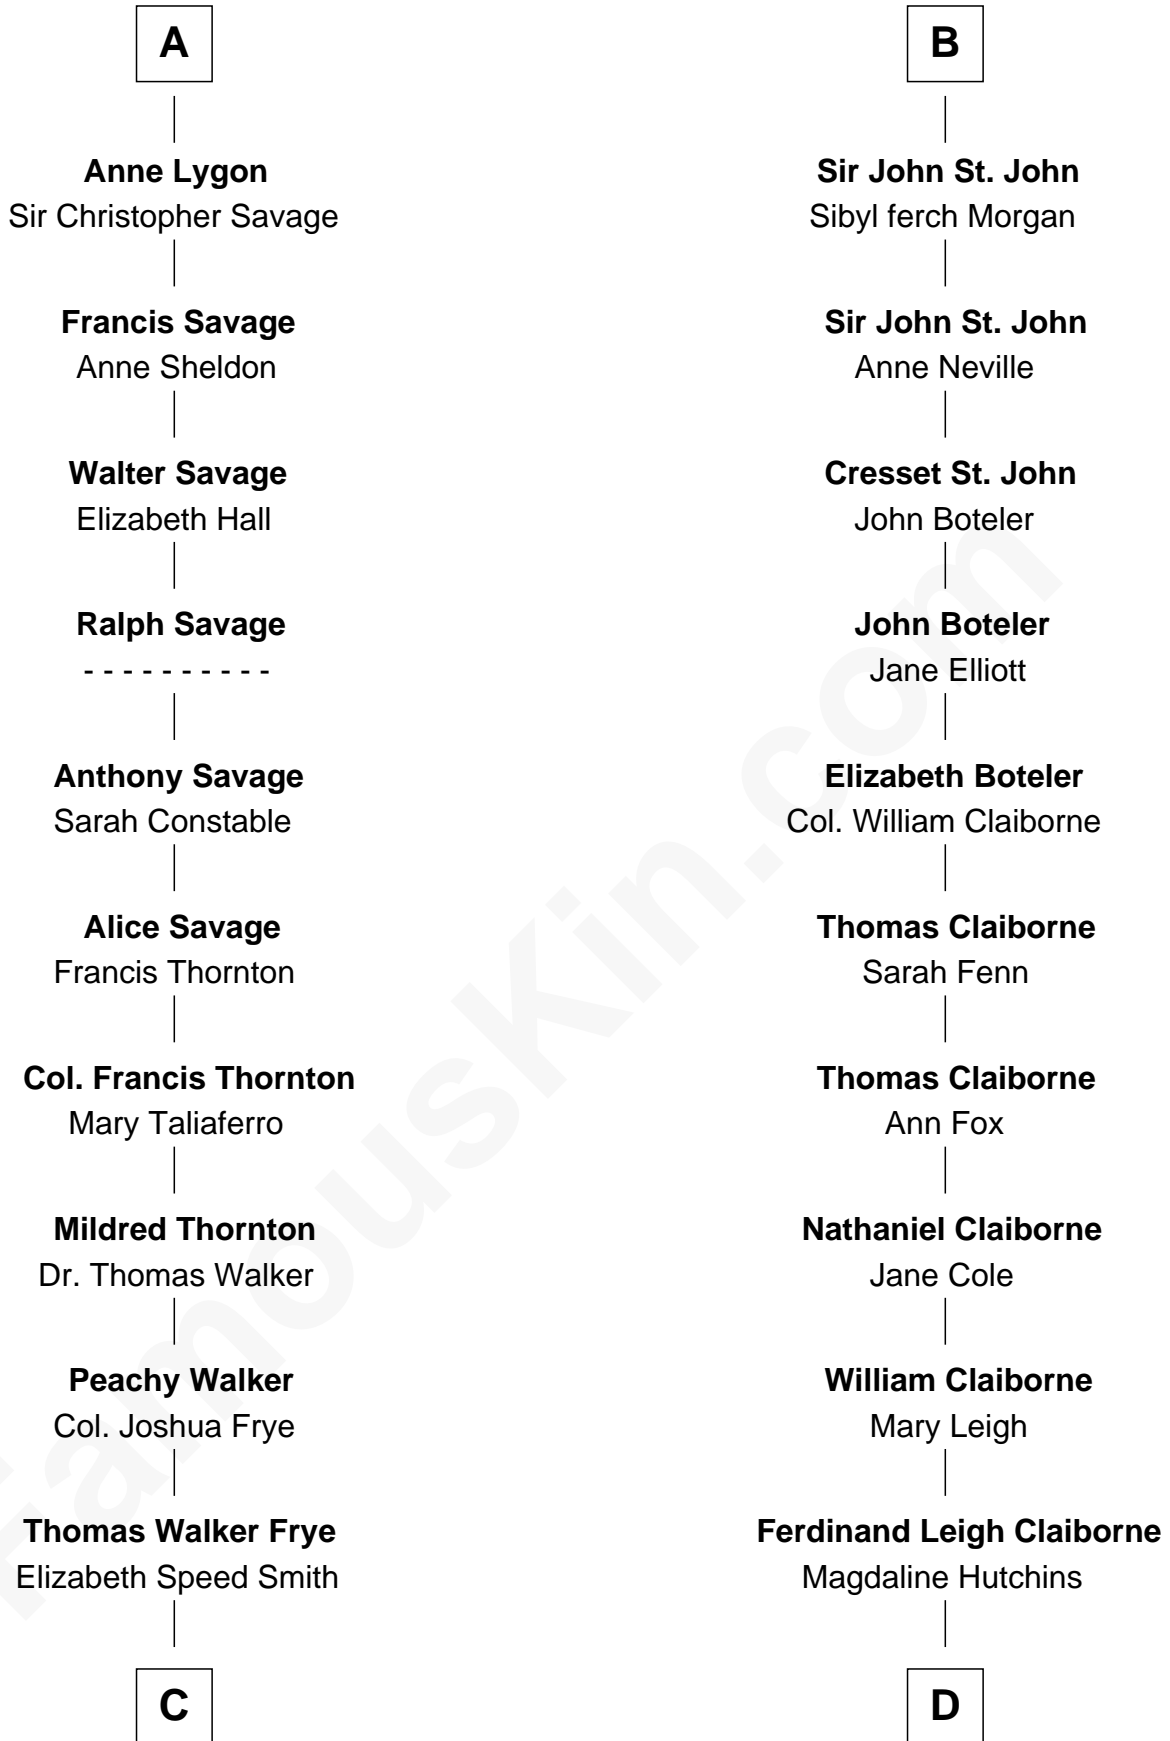 A
Anne Lygon
Sir Christopher Savage
Francis Savage
Anne Sheldon
Walter Savage
Elizabeth Hall
Ralph Savage
- - - - - - - - - -
Anthony Savage
Sarah Constable
Alice Savage
Francis Thornton
Col. Francis Thornton
Mary Taliaferro
Mildred Thornton
Dr. Thomas Walker
Peachy Walker
Col. Joshua Frye
Thomas Walker Frye
Elizabeth Speed Smith
C
B
Sir John St. John
Sibyl ferch Morgan
Sir John St. John
Anne Neville
Cresset St. John
John Boteler
John Boteler
Jane Elliott
Elizabeth Boteler
Col. William Claiborne
Thomas Claiborne
Sarah Fenn
Thomas Claiborne
Ann Fox
Nathaniel Claiborne
Jane Cole
William Claiborne
Mary Leigh
Ferdinand Leigh Claiborne
Magdaline Hutchins
D
FamousKin.com